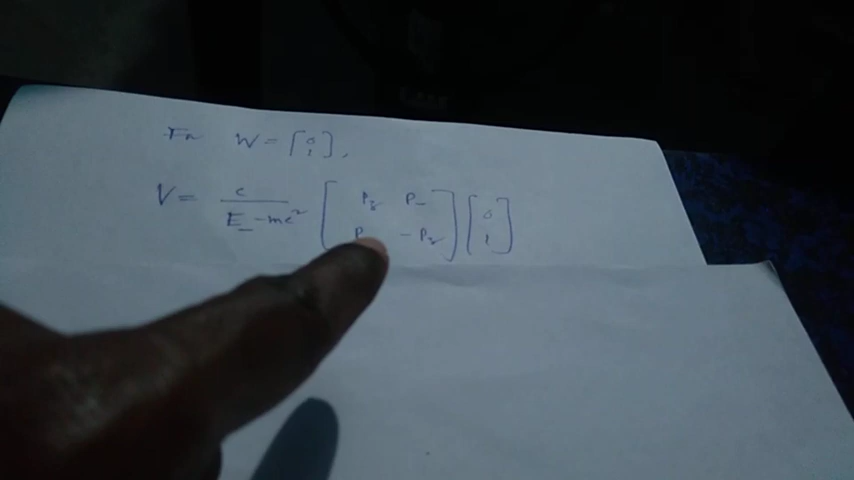 For W = [0 1],
V = c / E_ - mc² [P_z P_- P -P_z] [0 1]